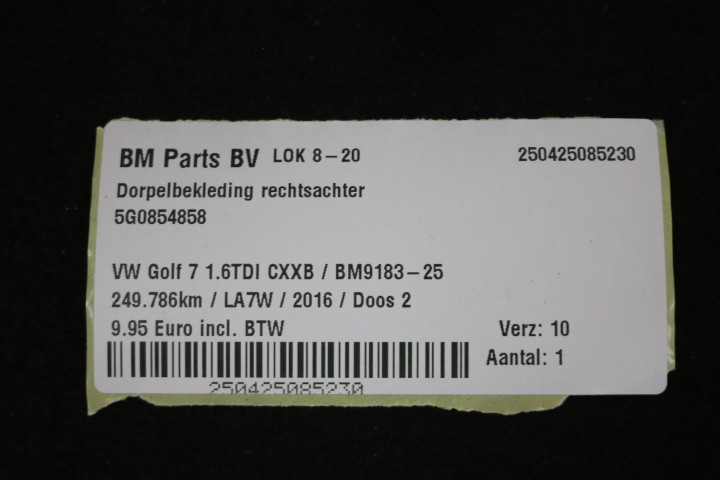 BM Parts BV LOK 8-20 250425085230
Dorpelbekleding rechtsachter
5G0854858
VW Golf 7 1.6TDI CXXB / BM9183-25
249.786km / LA7W / 2016 / Doos 2
9.95 Euro incl. BTW Verz: 10
Aantal: 1
250425085230